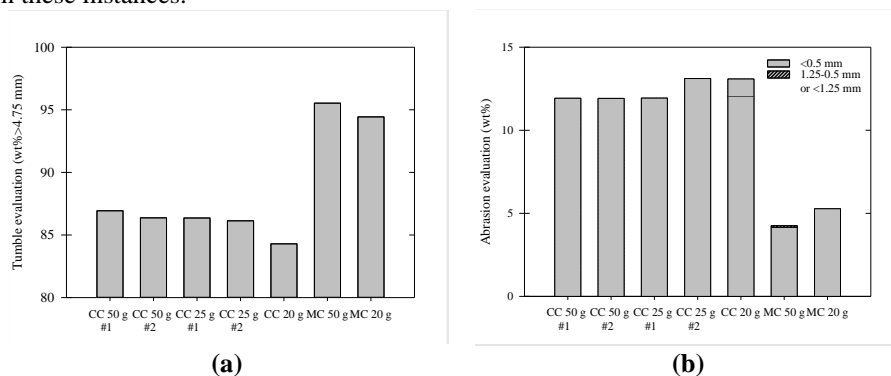 100
95
90
85
80
Tumble evaluation (wt%>4.75 mm)
CC 50 g CC 50 g CC 25 g CC 25 g CC 20 g MC 50 g MC 20 g
#1 #2 #1 #2
(a)
15
10
5
0
Abrasion evaluation (wt%)
<0.5 mm
1.25-0.5 mm
or <1.25 mm
CC 50 g CC 50 g CC 25 g CC 25 g CC 20 g MC 50 g MC 20 g
#1 #2 #1 #2
(b)